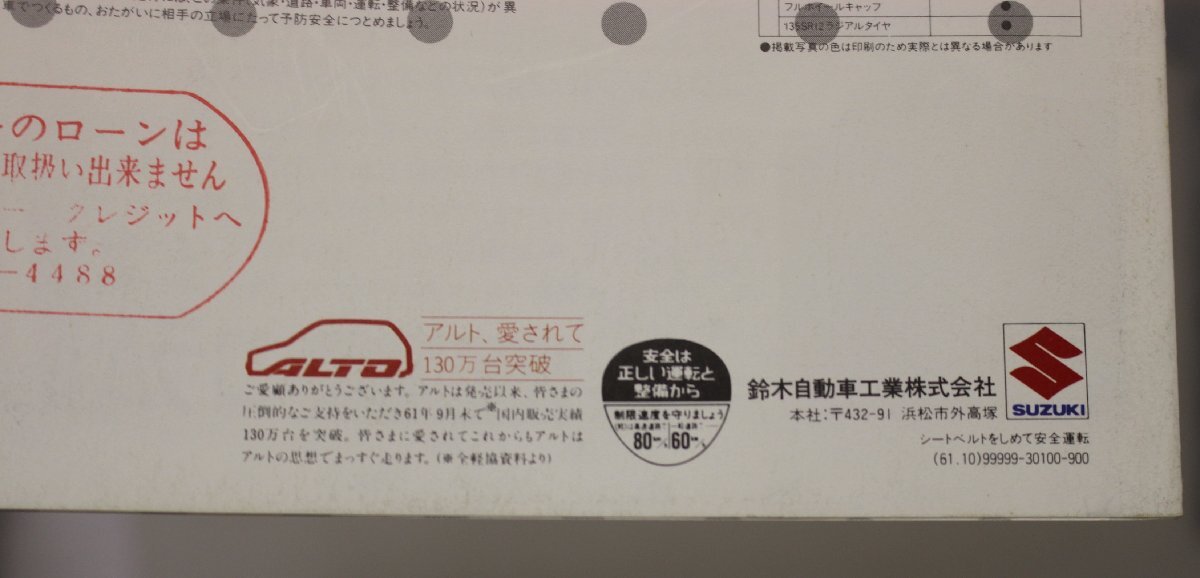 車でつくるもの、おたがいに相手の立場にたって予防安全につとめましょう。
フルホイールキャップ ●
135SR12ラジアルタイヤ ●
●掲載写真の色は印刷のため実際とは異なる場合があります
のローンは
取扱い出来ません
クレジットへ
します。
-4488
ALTO
アルト、愛されて
130万台突破
ご愛顧ありがとうございます。アルトは発売以来、皆さまの
圧倒的なご支持をいただき61年9月末で※国内販売実績
130万台を突破。皆さまに愛されてこれからもアルトは
アルトの思想でまっすぐ走ります。(※全軽協資料より)
安全は
正しい運転と
整備から
制限速度を守りましょう
80km/h 60km/h
鈴木自動車工業株式会社
本社:〒432-91 浜松市外高塚
SUZUKI
シートベルトをしめて安全運転
(61.10)99999-30100-900